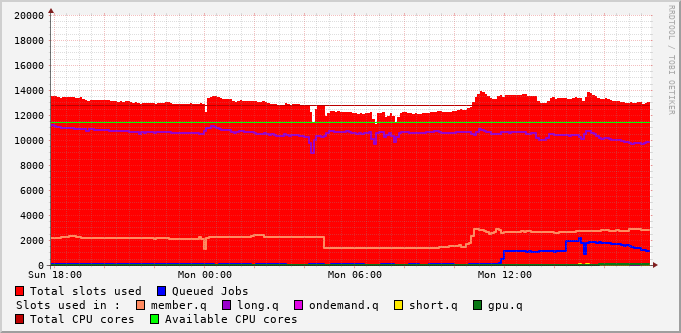 20000
18000
16000
14000
12000
10000
8000
6000
4000
2000
0
Sun 18:00 Mon 00:00 Mon 06:00 Mon 12:00
RRDTOOL / TOBI OETIKER
Total slots used Queued Jobs
Slots used in : member.q long.q ondemand.q short.q gpu.q
Total CPU cores Available CPU cores